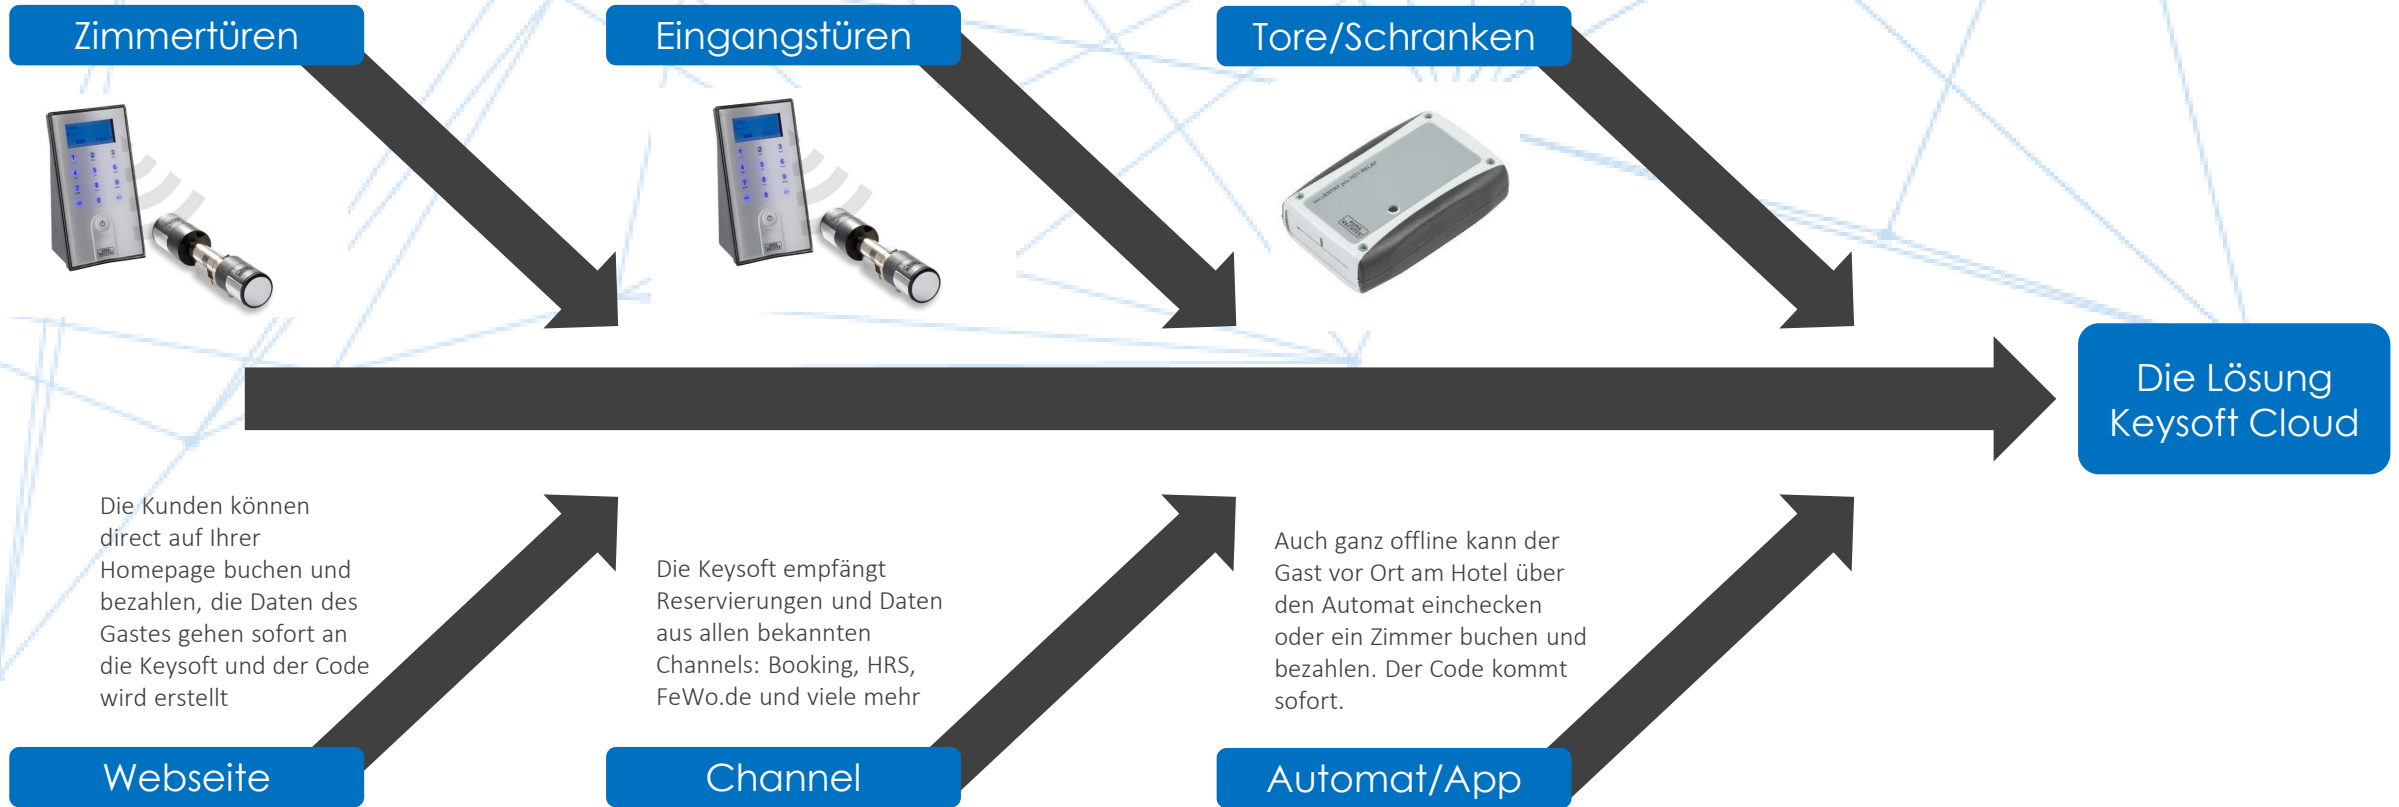 Zimmertüren
Eingangstüren
Tore/Schranken
Die Lösung
Keysoft Cloud
Die Kunden können
direct auf Ihrer
Homepage buchen und
bezahlen, die Daten des
Gastes gehen sofort an
die Keysoft und der Code
wird erstellt
Die Keysoft empfängt
Reservierungen und Daten
aus allen bekannten
Channels: Booking, HRS,
FeWo.de und viele mehr
Auch ganz offline kann der
Gast vor Ort am Hotel über
den Automat einchecken
oder ein Zimmer buchen und
bezahlen. Der Code kommt
sofort.
Webseite
Channel
Automat/App